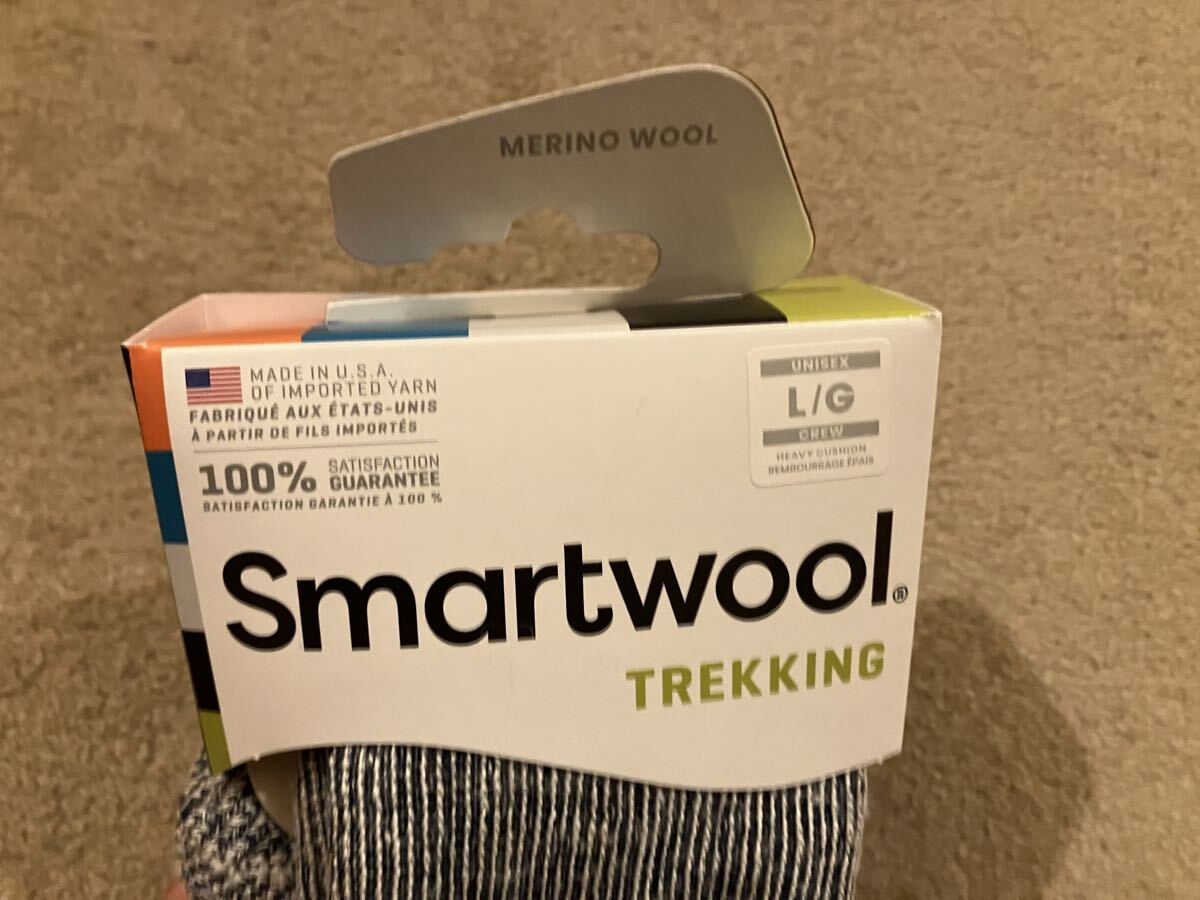 MERINO WOOL
MADE IN U.S.A.
OF IMPORTED YARN
FABRIQUÉ AUX ÉTATS-UNIS
À PARTIR DE FILS IMPORTÉS
100% SATISFACTION GUARANTEE
SATISFACTION GARANTIE À 100 %
UNISEX
L/G
CREW
HEAVY CUSHION
REMBOURRAGE ÉPAIS
Smartwool®
TREKKING